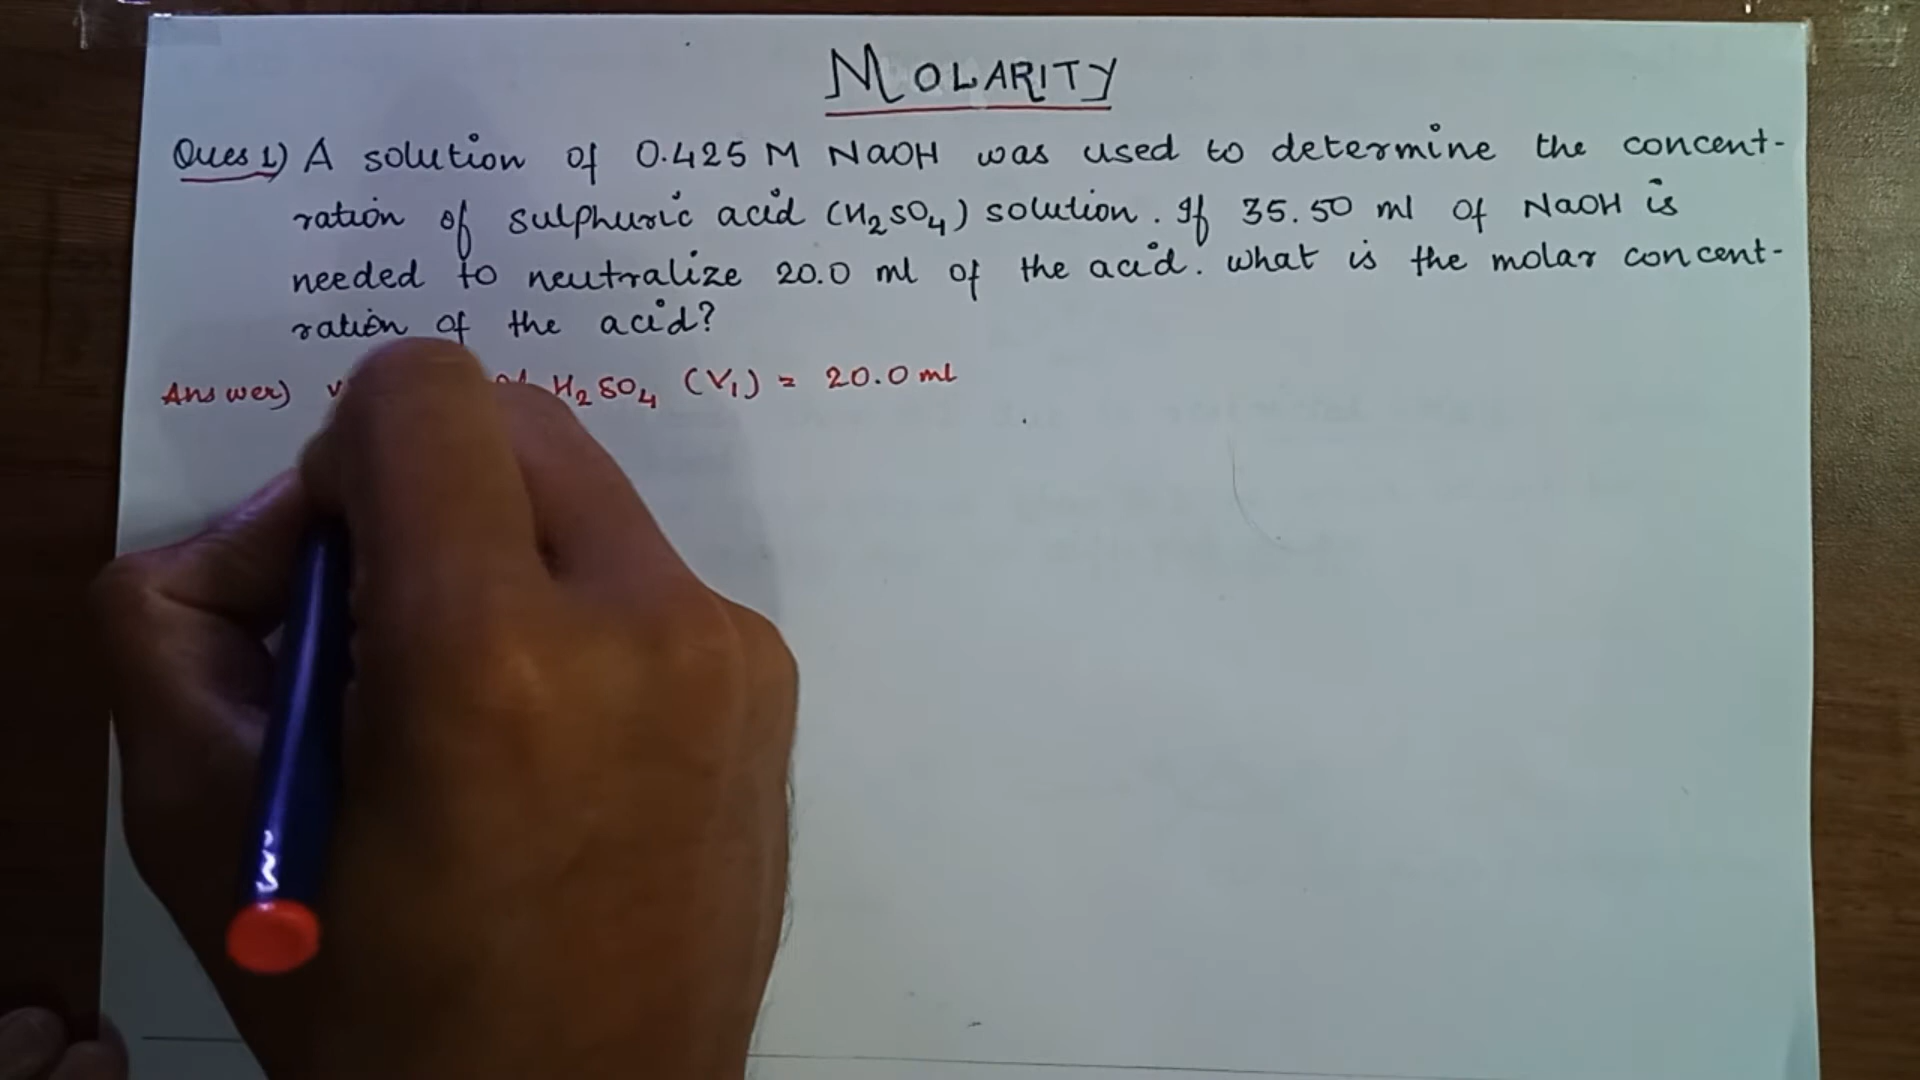 MOLARITY
Ques 1) A solution of 0.425 M NaOH was used to determine the concent-
ration of sulphuric acid (H₂SO₄) solution. If 35.50 ml of NaOH is
needed to neutralize 20.0 ml of the acid. What is the molar concent-
ration of the acid?
Answer) H₂SO₄ (V₁) = 20.0 ml